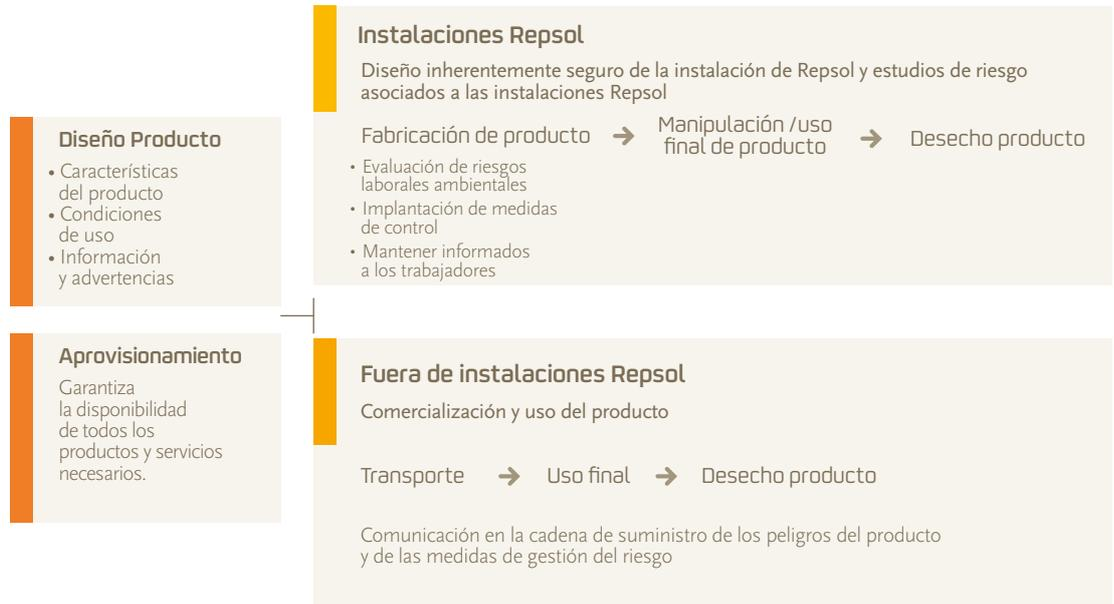 Diseño Producto
• Características
del producto
• Condiciones
de uso
• Información
y advertencias
Aprovisionamiento
Garantiza
la disponibilidad
de todos los
productos y servicios
necesarios.
Instalaciones Repsol
Diseño inherentemente seguro de la instalación de Repsol y estudios de riesgo
asociados a las instalaciones Repsol
Fabricación de producto
• Evaluación de riesgos
laborales ambientales
• Implantación de medidas
de control
• Mantener informados
a los trabajadores
Manipulación /uso
final de producto
Desecho producto
Fuera de instalaciones Repsol
Comercialización y uso del producto
Transporte
Uso final
Desecho producto
Comunicación en la cadena de suministro de los peligros del producto
y de las medidas de gestión del riesgo